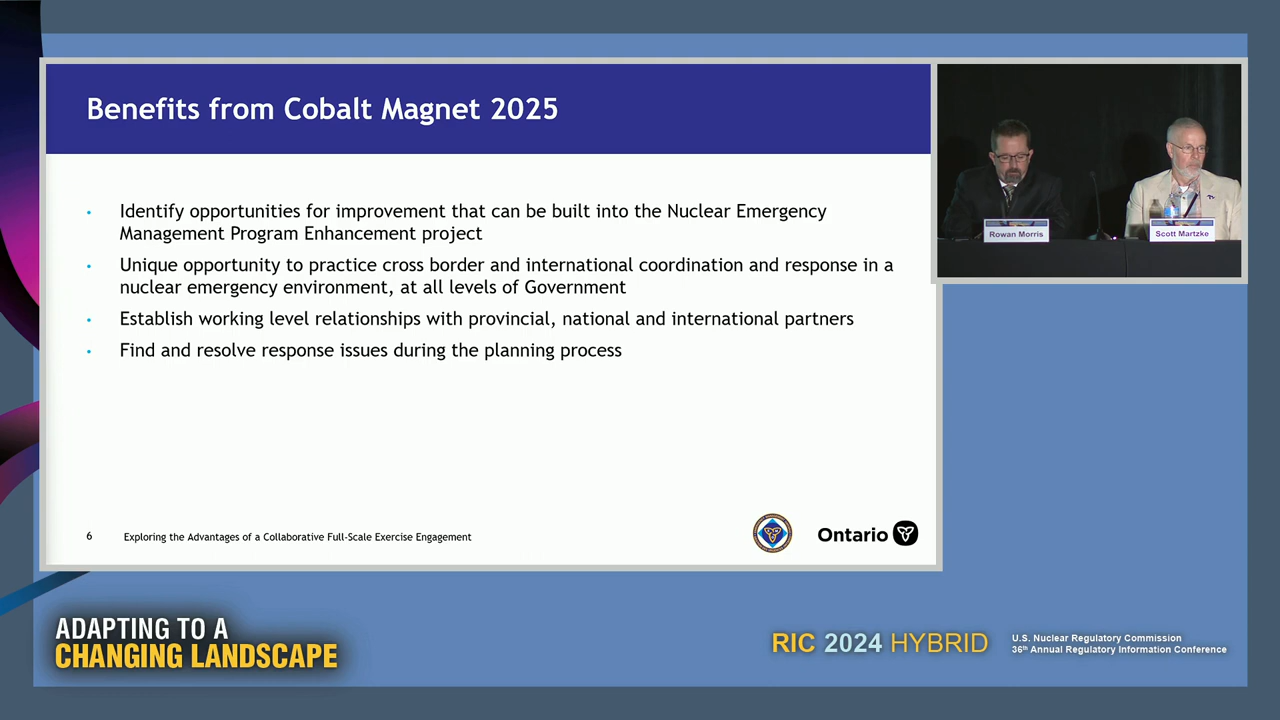 Benefits from Cobalt Magnet 2025
• Identify opportunities for improvement that can be built into the Nuclear Emergency
Management Program Enhancement project
• Unique opportunity to practice cross border and international coordination and response in a
nuclear emergency environment, at all levels of Government
• Establish working level relationships with provincial, national and international partners
• Find and resolve response issues during the planning process
6 Exploring the Advantages of a Collaborative Full-Scale Exercise Engagement
Ontario
Rowan Morris
Scott Martzke
ADAPTING TO A
CHANGING LANDSCAPE
RIC 2024 HYBRID
U.S. Nuclear Regulatory Commission
36th Annual Regulatory Information Conference